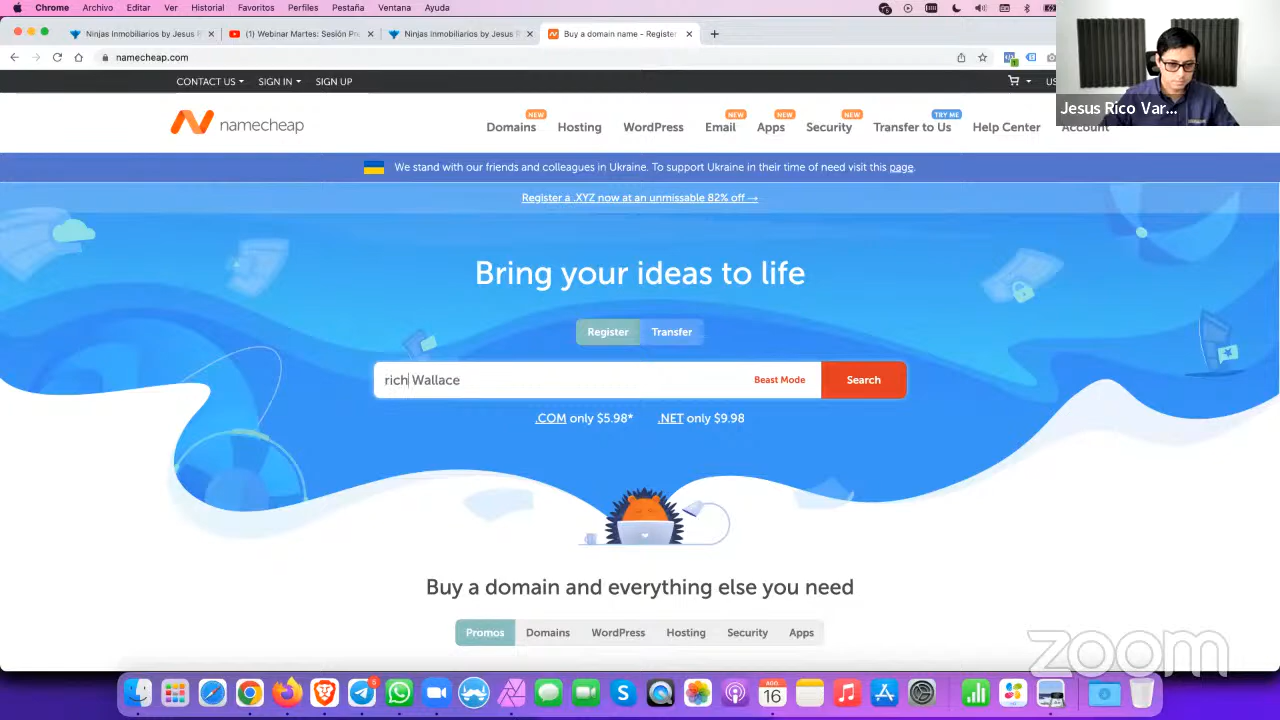 Chrome Archivo Editar Ver Historial Favoritos Perfiles Pestaña Ventana Ayuda
Ninjas Inmobiliarios by Jesus R
(1) Webinar Martes: Sesión Pre
Ninjas Inmobiliarios by Jesus R
Buy a domain name - Register
namecheap.com
CONTACT US SIGN IN SIGN UP
US
namecheap
NEW NEW NEW NEW TRY ME
Domains Hosting WordPress Email Apps Security Transfer to Us Help Center Account
Jesus Rico Var...
We stand with our friends and colleagues in Ukraine. To support Ukraine in their time of need visit this page.
Register a .XYZ now at an unmissable 82% off →
Bring your ideas to life
Register Transfer
rich Wallace
Beast Mode
Search
.COM only $5.98* .NET only $9.98
Buy a domain and everything else you need
Promos Domains WordPress Hosting Security Apps
zoom
5
AGO
16